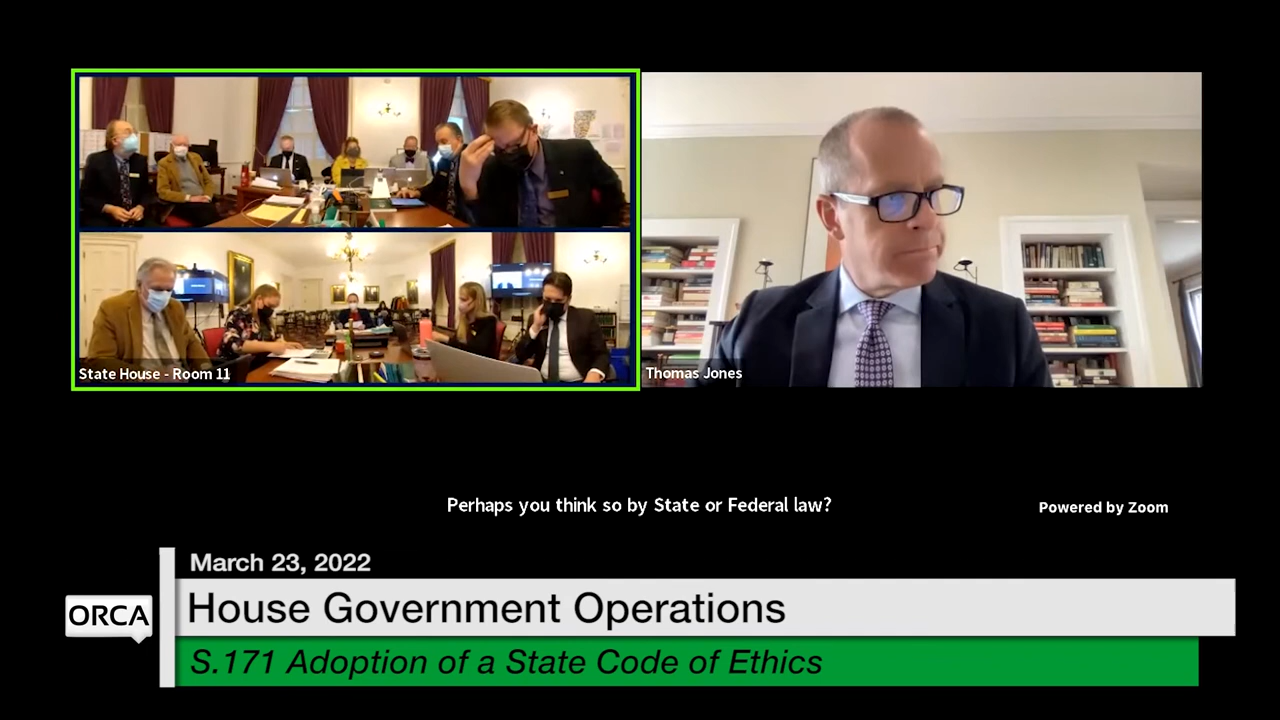 State House - Room 11
Thomas Jones
Perhaps you think so by State or Federal law?
Powered by Zoom
March 23, 2022
ORCA
House Government Operations
S.171 Adoption of a State Code of Ethics